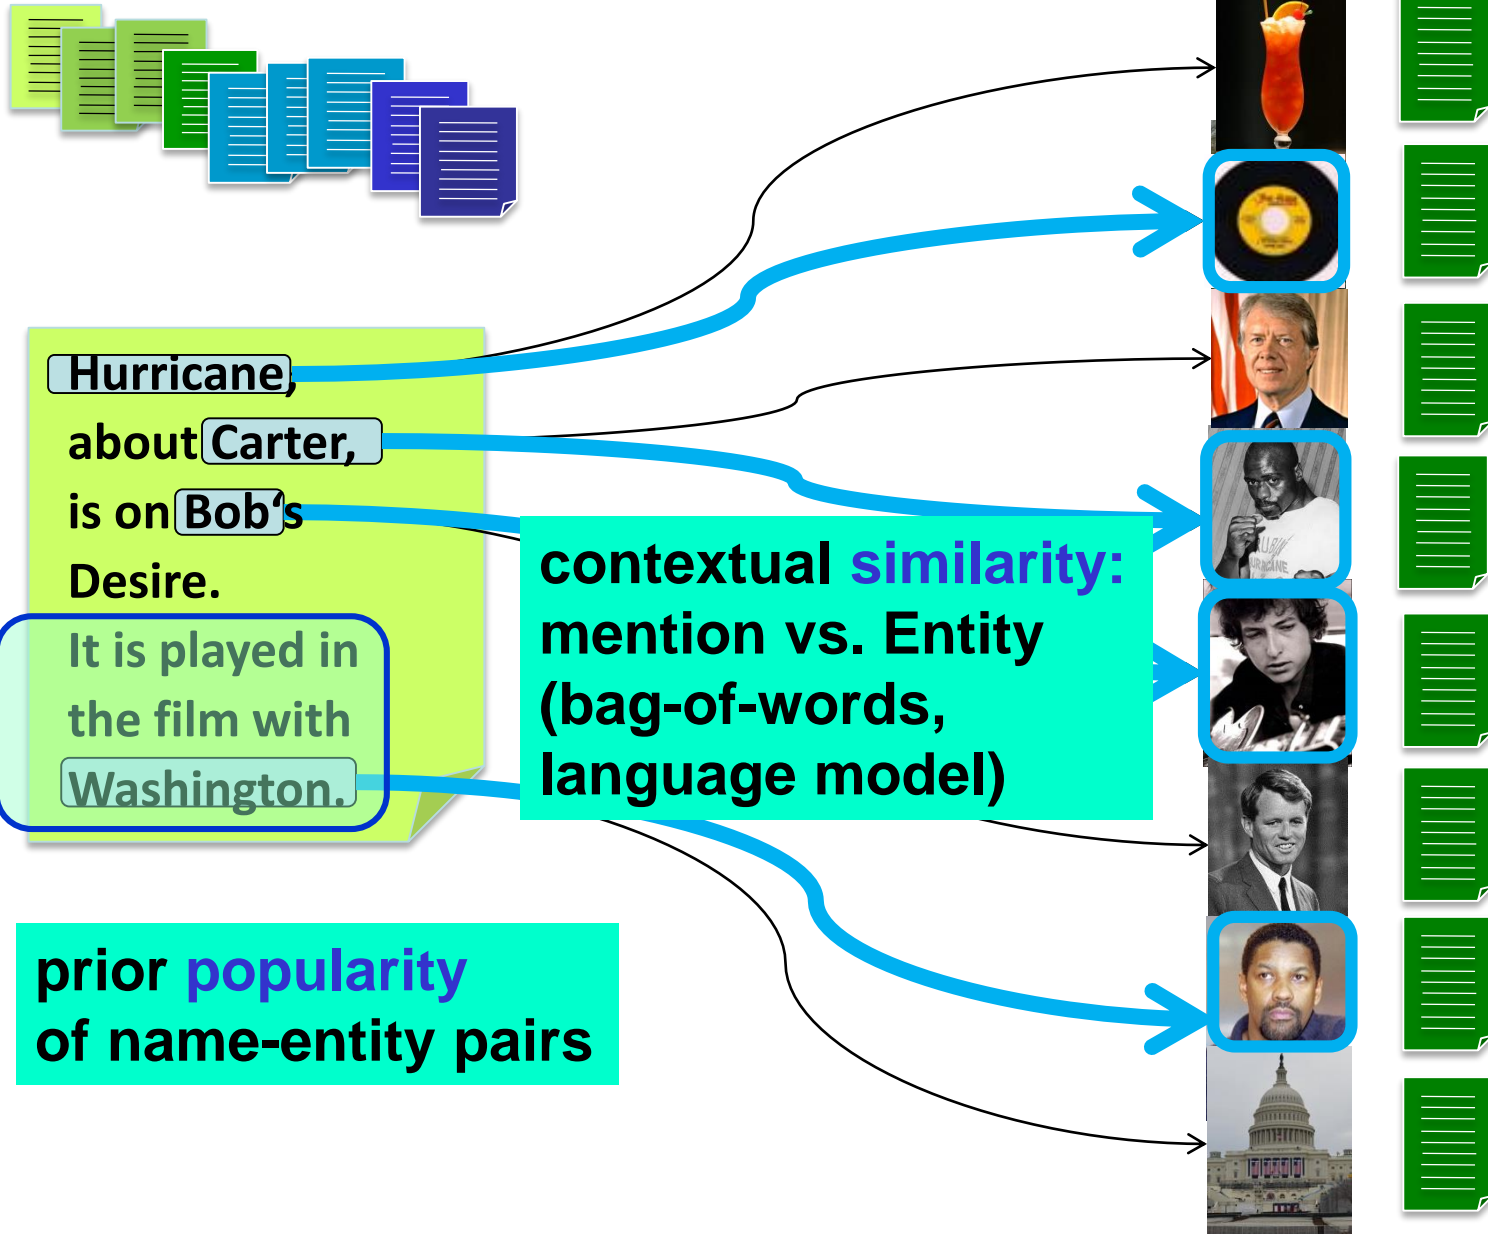 Hurricane,
about Carter,
is on Bob‘s
Desire.
It is played in
the film with
Washington.
contextual similarity:
mention vs. Entity
(bag-of-words,
language model)
prior popularity
of name-entity pairs